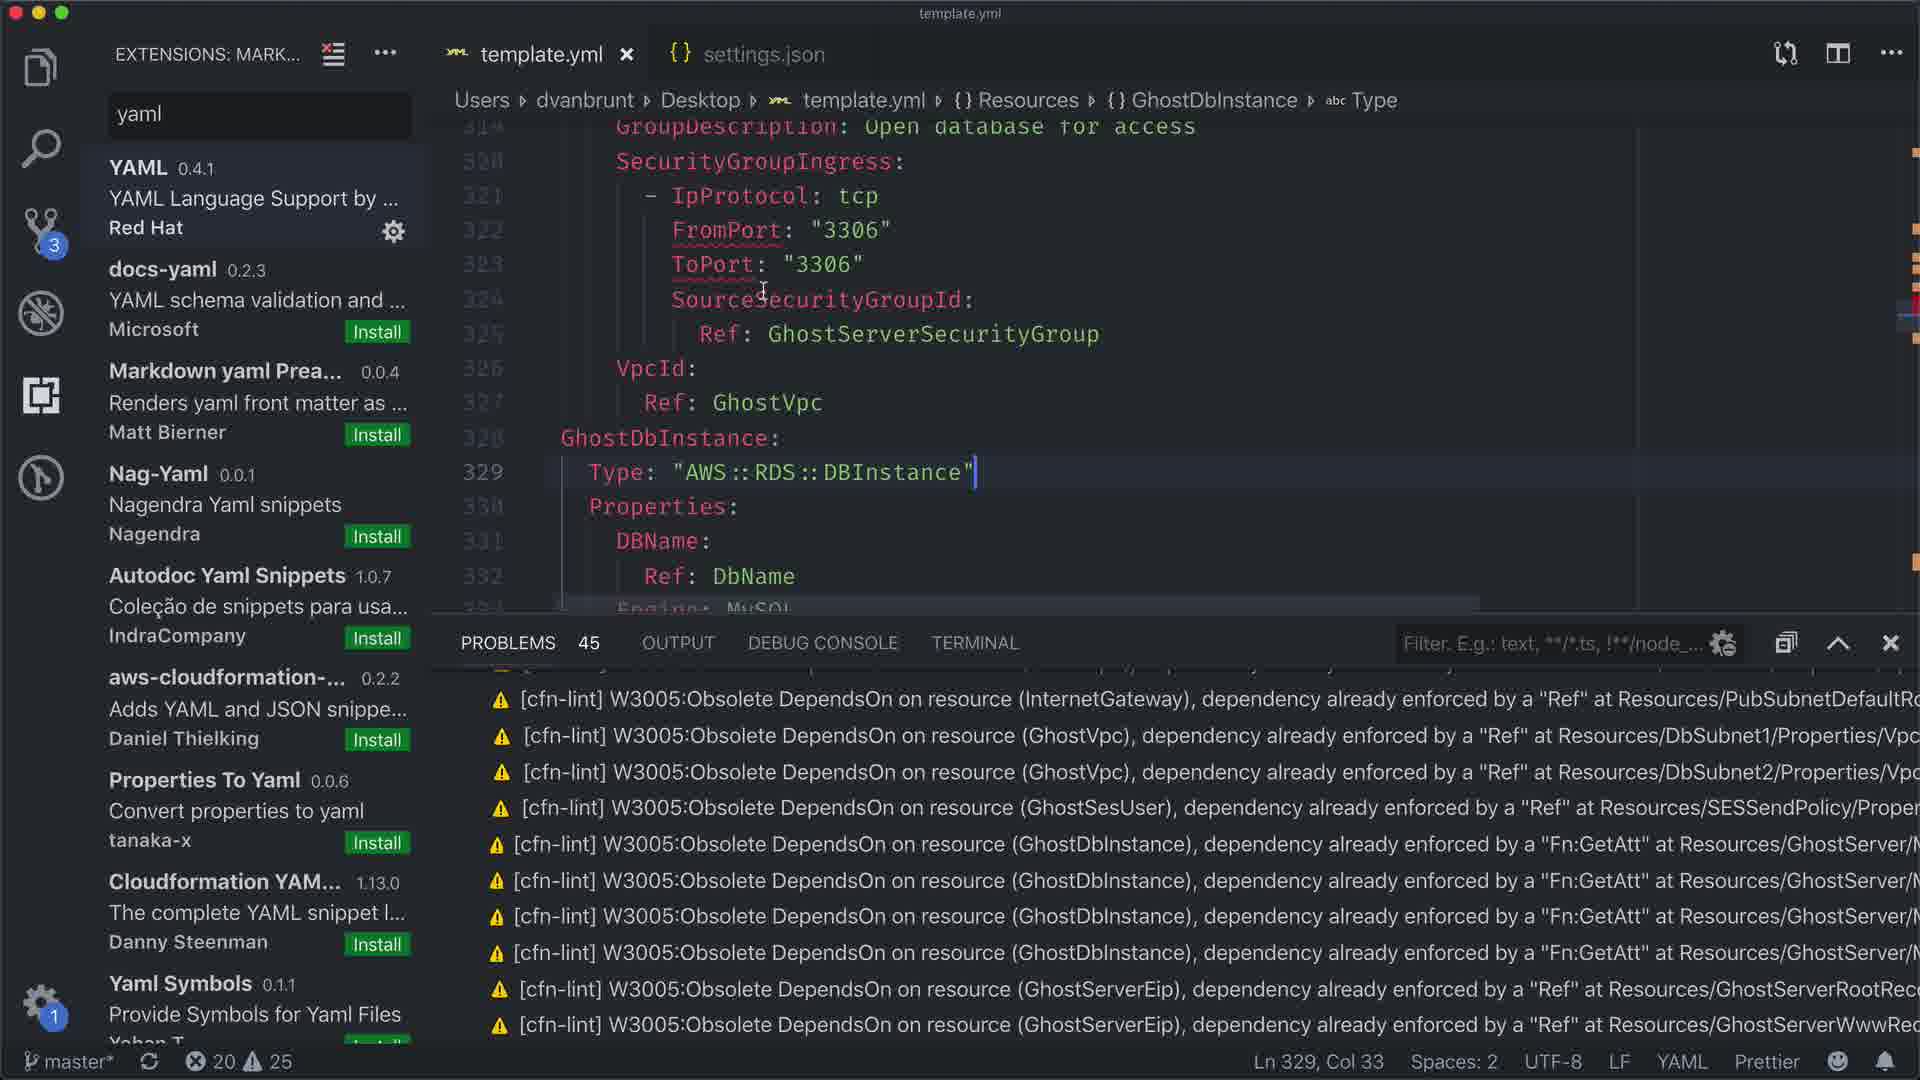 template.yml
EXTENSIONS: MARK...
template.yml
settings.json
yaml
Users
dvanbrunt
Desktop
template.yml
{} Resources
{} GhostDbInstance
abc Type
YAML 0.4.1
YAML Language Support by ...
Red Hat
docs-yaml 0.2.3
YAML schema validation and ...
Microsoft
Install
Markdown yaml Prea... 0.0.4
Renders yaml front matter as ...
Matt Bierner
Install
Nag-Yaml 0.0.1
Nagendra Yaml snippets
Nagendra
Install
Autodoc Yaml Snippets 1.0.7
Coleção de snippets para usa...
IndraCompany
Install
aws-cloudformation-... 0.2.2
Adds YAML and JSON snippe...
Daniel Thielking
Install
Properties To Yaml 0.0.6
Convert properties to yaml
tanaka-x
Install
Cloudformation YAM... 1.13.0
The complete YAML snippet l...
Danny Steenman
Install
Yaml Symbols 0.1.1
Provide Symbols for Yaml Files
3
1
319 GroupDescription: Open database for access
320 SecurityGroupIngress:
321 - IpProtocol: tcp
322 FromPort: "3306"
323 ToPort: "3306"
324 SourceSecurityGroupId:
325 Ref: GhostServerSecurityGroup
326 VpcId:
327 Ref: GhostVpc
328 GhostDbInstance:
329 Type: "AWS::RDS::DBInstance"
330 Properties:
331 DBName:
332 Ref: DbName
Engine: MySQL
PROBLEMS 45
OUTPUT
DEBUG CONSOLE
TERMINAL
Filter. E.g.: text, **/*.ts, !**/node_...
[cfn-lint] W3005:Obsolete DependsOn on resource (InternetGateway), dependency already enforced by a "Ref" at Resources/PubSubnetDefaultRo
[cfn-lint] W3005:Obsolete DependsOn on resource (GhostVpc), dependency already enforced by a "Ref" at Resources/DbSubnet1/Properties/Vpc
[cfn-lint] W3005:Obsolete DependsOn on resource (GhostVpc), dependency already enforced by a "Ref" at Resources/DbSubnet2/Properties/Vpc
[cfn-lint] W3005:Obsolete DependsOn on resource (GhostSesUser), dependency already enforced by a "Ref" at Resources/SESSendPolicy/Proper
[cfn-lint] W3005:Obsolete DependsOn on resource (GhostDbInstance), dependency already enforced by a "Fn:GetAtt" at Resources/GhostServer/M
[cfn-lint] W3005:Obsolete DependsOn on resource (GhostDbInstance), dependency already enforced by a "Fn:GetAtt" at Resources/GhostServer/M
[cfn-lint] W3005:Obsolete DependsOn on resource (GhostDbInstance), dependency already enforced by a "Fn:GetAtt" at Resources/GhostServer/M
[cfn-lint] W3005:Obsolete DependsOn on resource (GhostDbInstance), dependency already enforced by a "Fn:GetAtt" at Resources/GhostServer/M
[cfn-lint] W3005:Obsolete DependsOn on resource (GhostServerEip), dependency already enforced by a "Ref" at Resources/GhostServerRootReco
[cfn-lint] W3005:Obsolete DependsOn on resource (GhostServerEip), dependency already enforced by a "Ref" at Resources/GhostServerWwwRec
master*
20
25
Ln 329, Col 33
Spaces: 2
UTF-8
LF
YAML
Prettier